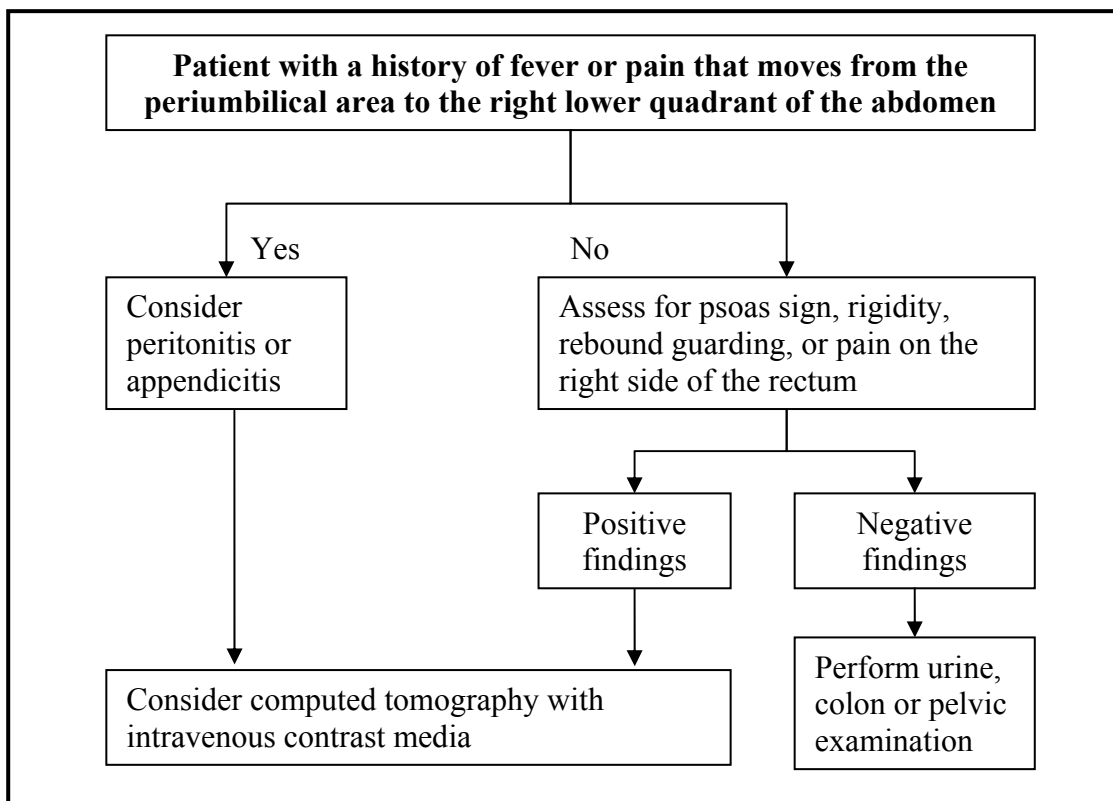 Patient with a history of fever or pain that moves from the
periumbilical area to the right lower quadrant of the abdomen
Yes
No
Consider
peritonitis or
appendicitis
Assess for psoas sign, rigidity,
rebound guarding, or pain on the
right side of the rectum
Positive
findings
Negative
findings
Consider computed tomography with
intravenous contrast media
Perform urine,
colon or pelvic
examination